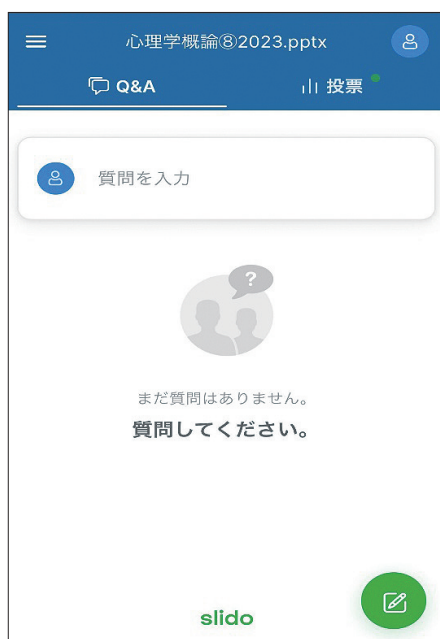 心理学概論⑧2023.pptx
Q&A 投票
質問を入力
?
まだ質問はありません。
質問してください。
slido